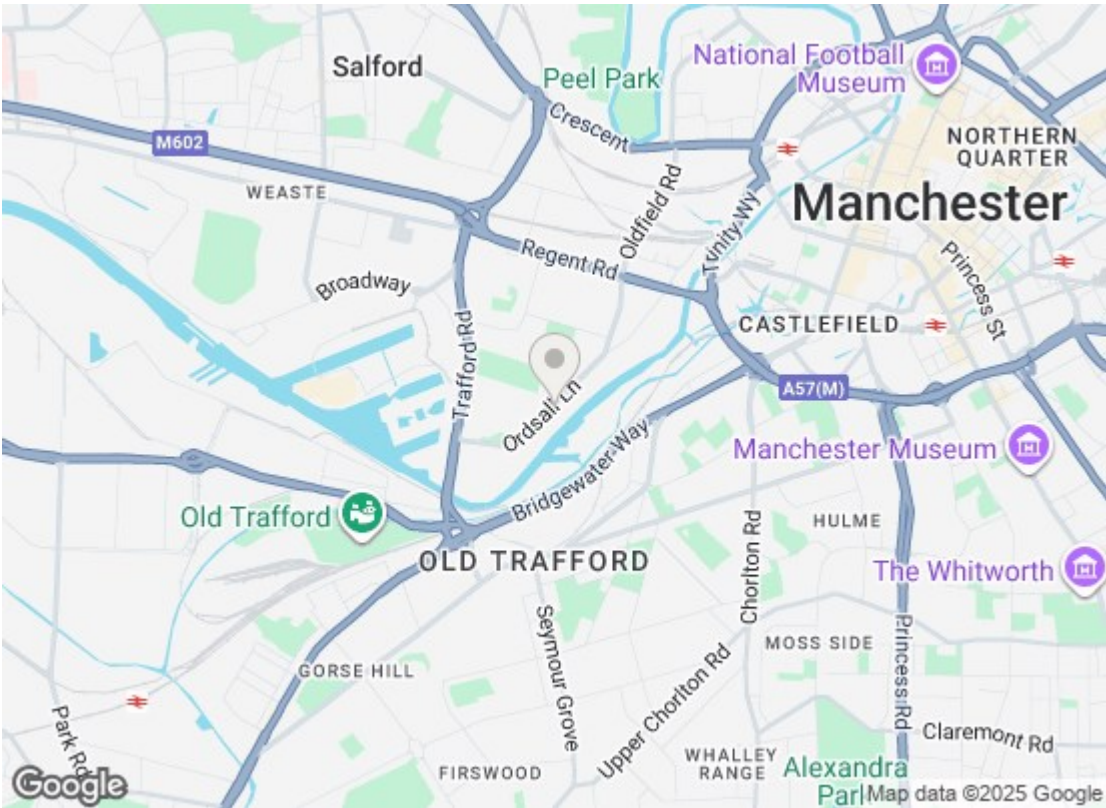 Salford
Peel Park
National Football
Museum
Crescent
M602
NORTHERN
QUARTER
WEASTE
Oldfield Rd
Trinity Wy
Manchester
Regent Rd
Princess St
Broadway
CASTLEFIELD
Trafford Rd
A57(M)
Ordsall Ln
Bridgewater Way
Manchester Museum
Old Trafford
Chorlton Rd
HULME
OLD TRAFFORD
The Whitworth
Seymour Grove
MOSS SIDE
Princess Rd
GORSE HILL
Upper Chorlton Rd
Park Rd
Claremont Rd
FIRSWOOD
WHALLEY
RANGE
Alexandra
Park
Google
Map data ©2025 Google